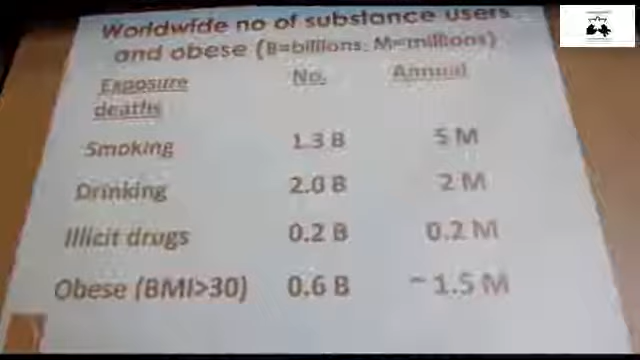 Worldwide no of substance users
and obese (B=billions, M=millions)
Exposure No. Annual
deaths
Smoking 1.3 B 5 M
Drinking 2.0 B 2 M
Illicit drugs 0.2 B 0.2 M
Obese (BMI>30) 0.6 B ~ 1.5 M